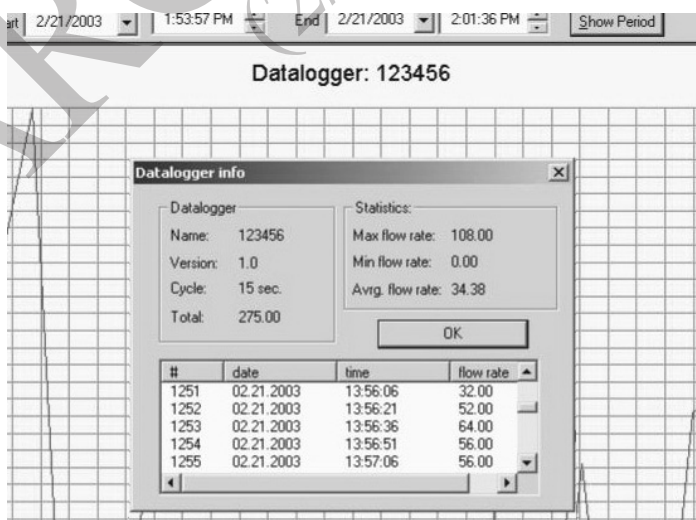 art 2/21/2003 1:53:57 PM End 2/21/2003 2:01:36 PM Show Period
Datalogger: 123456
Datalogger info
Datalogger
Name: 123456
Version: 1.0
Cycle: 15 sec.
Total: 275.00
Statistics:
Max flow rate: 108.00
Min flow rate: 0.00
Avrg. flow rate: 34.38
OK
# date time flow rate
1251 02.21.2003 13:56:06 32.00
1252 02.21.2003 13:56:21 52.00
1253 02.21.2003 13:56:36 64.00
1254 02.21.2003 13:56:51 56.00
1255 02.21.2003 13:57:06 56.00